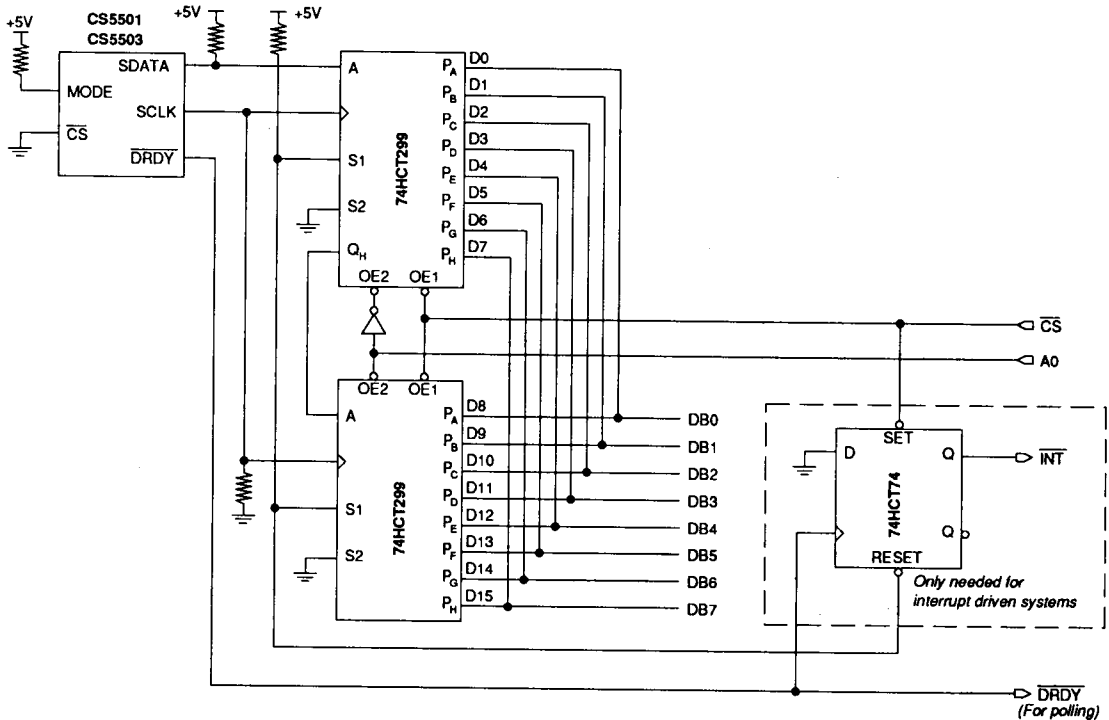 +5V
CS5501
CS5503
+5V
+5V
SDATA
MODE
SCLK
CS
DRDY
A
S1
S2
QH
74HCT299
PA D0
PB D1
PC D2
PD D3
PE D4
PF D5
PG D6
PH D7
OE2 OE1
CS
A0
OE2 OE1
A
S1
S2
74HCT299
PA D8 DB0
PB D9 DB1
PC D10 DB2
PD D11 DB3
PE D12 DB4
PF D13 DB5
PG D14 DB6
PH D15 DB7
SET
D Q
INT
74HCT74
Q
RESET
Only needed for
interrupt driven systems
DRDY
(For polling)